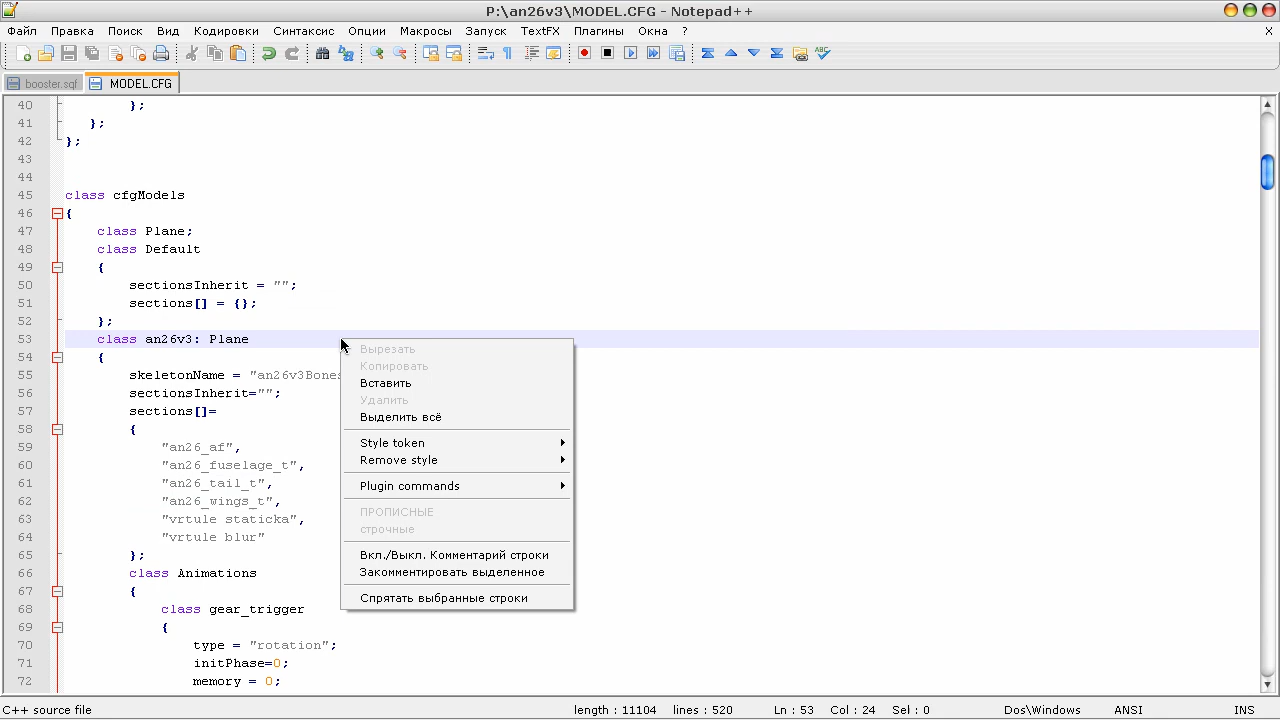 P:\an26v3\MODEL.CFG - Notepad++
Файл Правка Поиск Вид Кодировки Синтаксис Опции Макросы Запуск TextFX Плагины Окна ? X
booster.sqf MODEL.CFG
40 };
41 };
42 };
43
44
45 class cfgModels
46 {
47 class Plane;
48 class Default
49 {
50 sectionsInherit = "";
51 sections[] = {};
52 };
53 class an26v3: Plane
54 {
55 skeletonName = "an26v3Bones
56 sectionsInherit="";
57 sections[]=
58 {
59 "an26_af",
60 "an26_fuselage_t",
61 "an26_tail_t",
62 "an26_wings_t",
63 "vrtule staticka",
64 "vrtule blur"
65 };
66 class Animations
67 {
68 class gear_trigger
69 {
70 type = "rotation";
71 initPhase=0;
72 memory = 0;
Вырезать
Копировать
Вставить
Удалить
Выделить всё
Style token
Remove style
Plugin commands
ПРОПИСНЫЕ
строчные
Вкл./Выкл. Комментарий строки
Закомментировать выделенное
Спрятать выбранные строки
C++ source file length : 11104 lines : 520 Ln : 53 Col : 24 Sel : 0 Dos\Windows ANSI INS